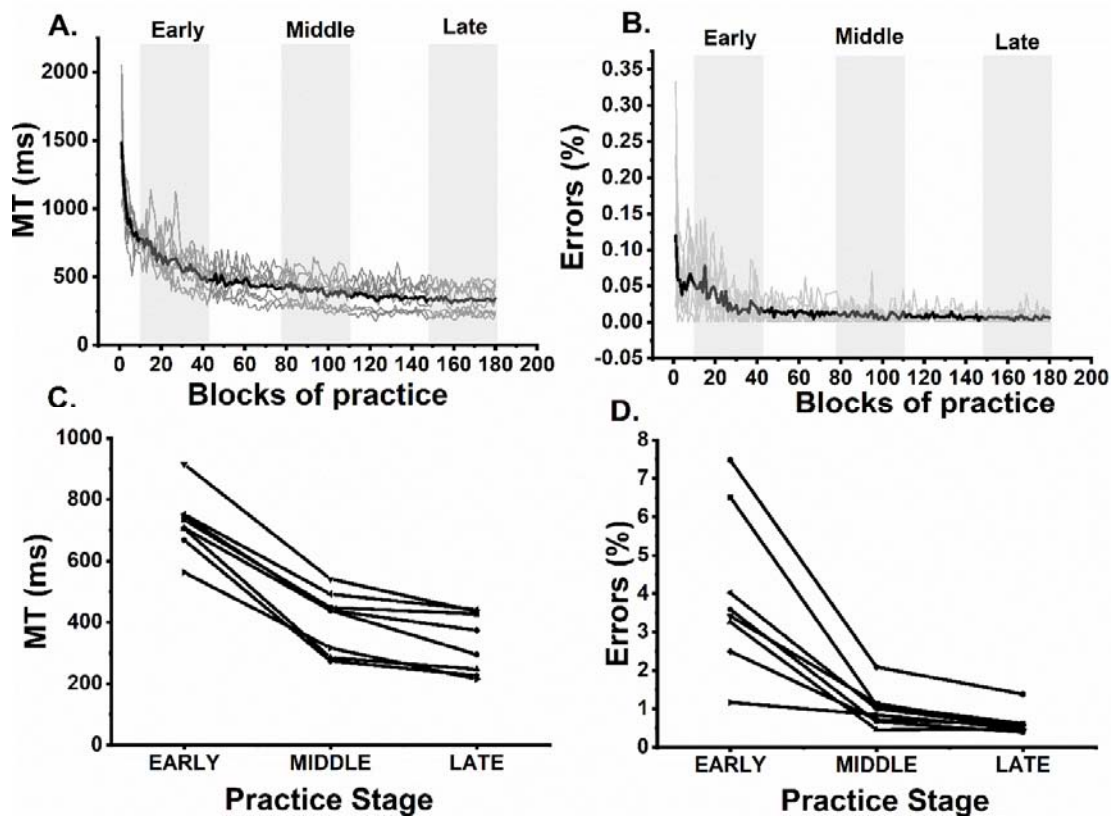 A.
Early Middle Late
2000
1500
1000
500
0
MT (ms)
0 20 40 60 80 100 120 140 160 180 200
Blocks of practice
B.
Early Middle Late
0.35
0.30
0.25
0.20
0.15
0.10
0.05
0.00
-0.05
Errors (%)
0 20 40 60 80 100 120 140 160 180 200
Blocks of practice
C.
1000
800
600
400
200
0
MT (ms)
EARLY MIDDLE LATE
Practice Stage
D.
8
7
6
5
4
3
2
1
0
Errors (%)
EARLY MIDDLE LATE
Practice Stage